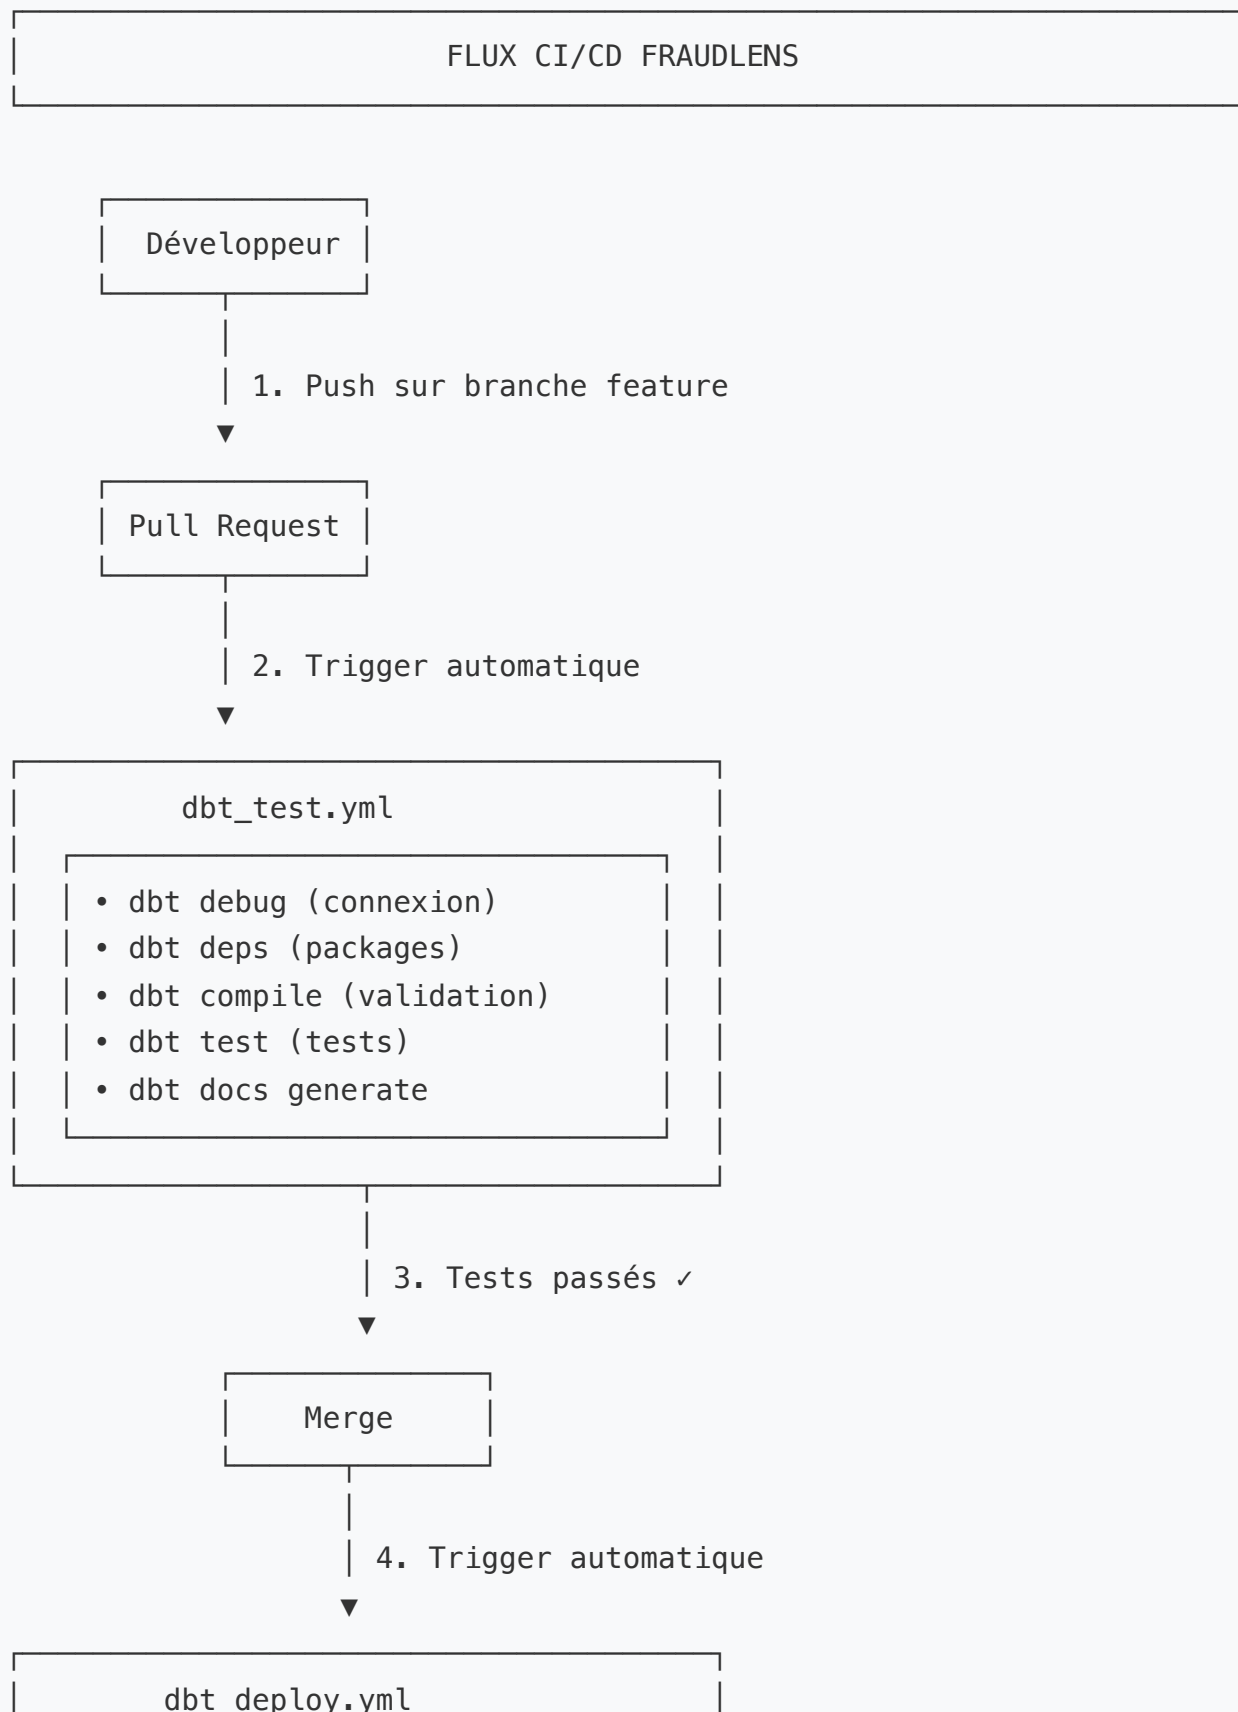 FLUX CI/CD FRAUDLENS
Développeur
1. Push sur branche feature
Pull Request
2. Trigger automatique
dbt_test.yml
• dbt debug (connexion)
• dbt deps (packages)
• dbt compile (validation)
• dbt test (tests)
• dbt docs generate
3. Tests passés ✓
Merge
4. Trigger automatique
dbt_deploy.yml